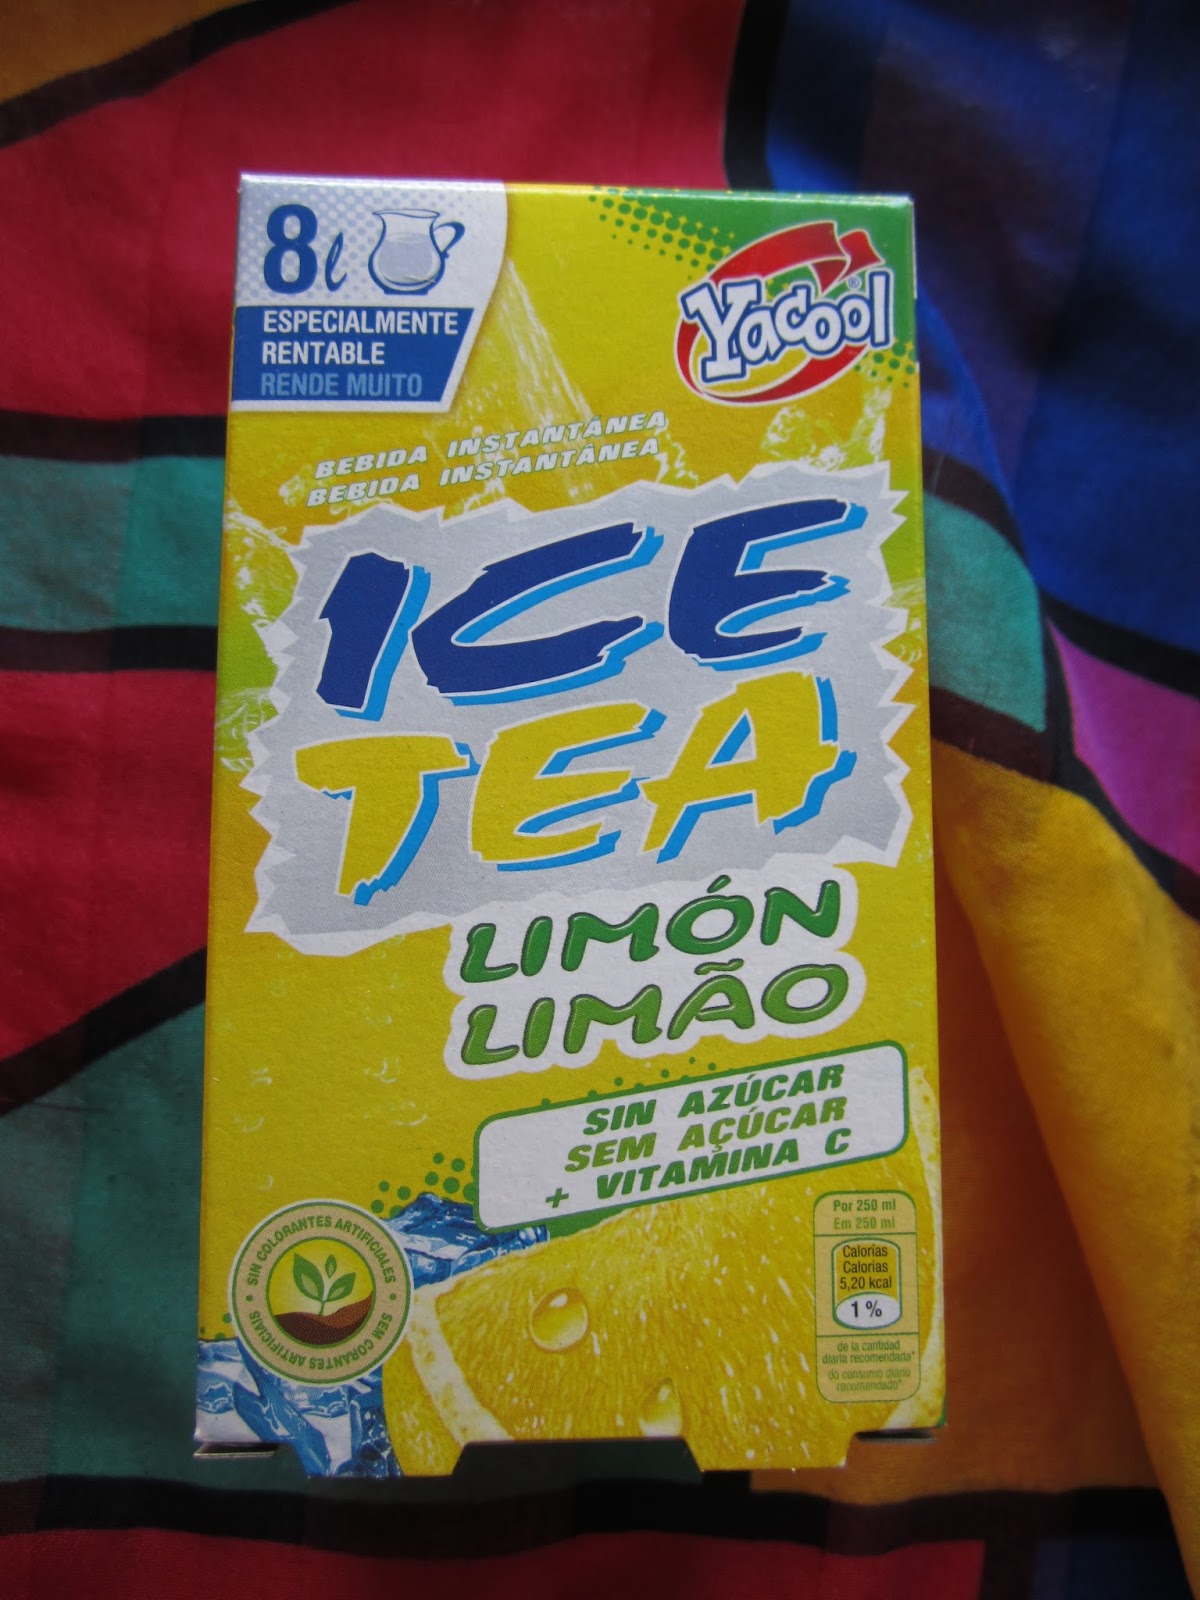 8l
ESPECIALMENTE
RENTABLE
RENDE MUITO
Yacool®
BEBIDA INSTANTÁNEA
BEBIDA INSTANTÂNEA
ICE
TEA
LIMÓN
LIMÃO
SIN AZÚCAR
SEM AÇÚCAR
+ VITAMINA C
SIN COLORANTES ARTIFICIALES •
SEM CORANTES ARTIFICIAIS •
Por 250 ml
Em 250 ml
Calorías
Calorias
5,20 kcal
1 %
de la cantidad
diaria recomendada*
do consumo diário
recomendado*